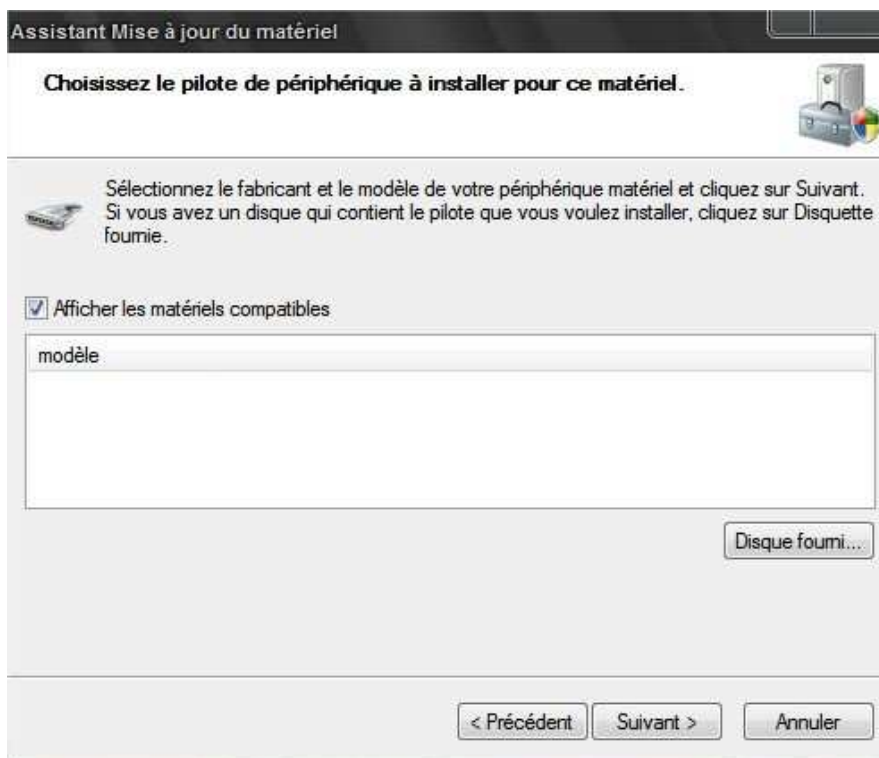 Assistant Mise à jour du matériel
Choisissez le pilote de périphérique à installer pour ce matériel.
Sélectionnez le fabricant et le modèle de votre périphérique matériel et cliquez sur Suivant.
Si vous avez un disque qui contient le pilote que vous voulez installer, cliquez sur Disquette
fournie.
Afficher les matériels compatibles
modèle
Disque fourni...
< Précédent
Suivant >
Annuler